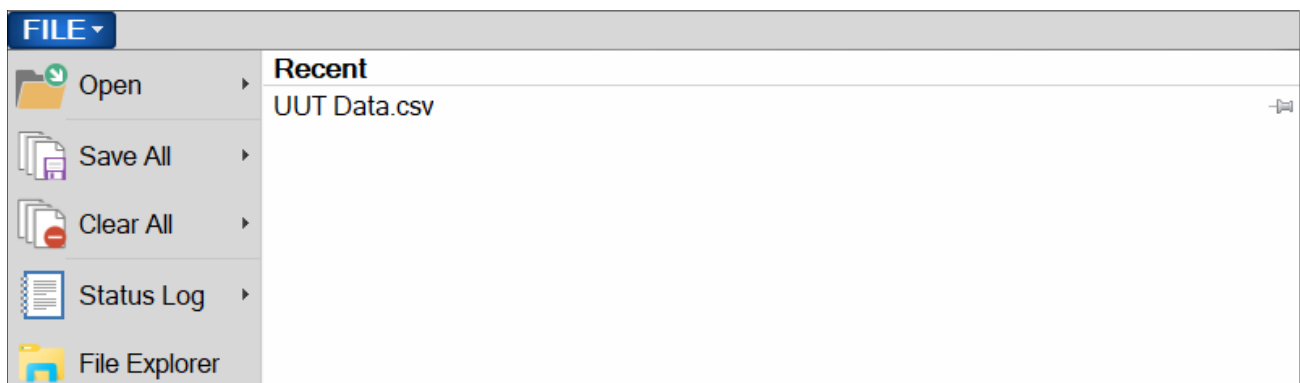 FILE
Open
Save All
Clear All
Status Log
File Explorer
Recent
UUT Data.csv